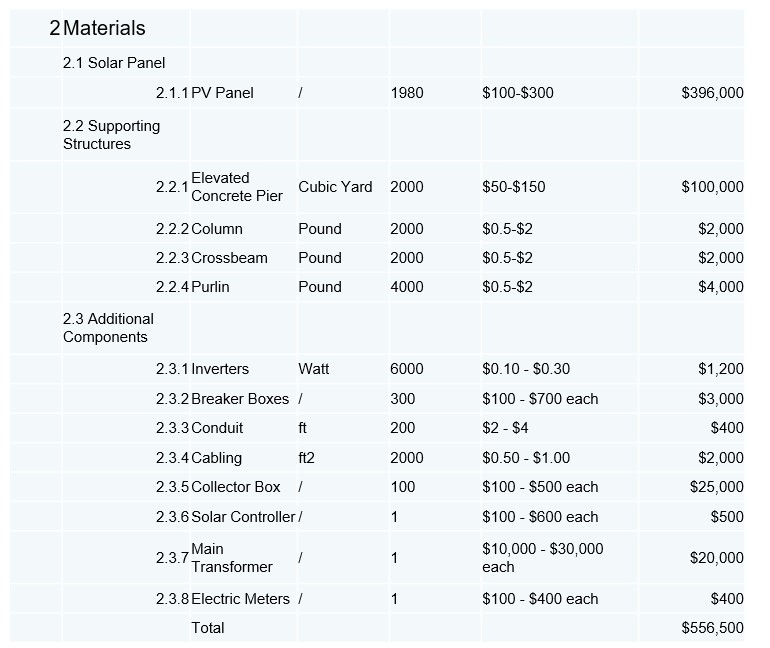 2 Materials
2.1 Solar Panel
2.1.1 PV Panel / 1980 $100-$300 $396,000
2.2 Supporting
Structures
2.2.1 Elevated
Concrete Pier Cubic Yard 2000 $50-$150 $100,000
2.2.2 Column Pound 2000 $0.5-$2 $2,000
2.2.3 Crossbeam Pound 2000 $0.5-$2 $2,000
2.2.4 Purlin Pound 4000 $0.5-$2 $4,000
2.3 Additional
Components
2.3.1 Inverters Watt 6000 $0.10 - $0.30 $1,200
2.3.2 Breaker Boxes / 300 $100 - $700 each $3,000
2.3.3 Conduit ft 200 $2 - $4 $400
2.3.4 Cabling ft2 2000 $0.50 - $1.00 $2,000
2.3.5 Collector Box / 100 $100 - $500 each $25,000
2.3.6 Solar Controller / 1 $100 - $600 each $500
2.3.7 Main
Transformer / 1 $10,000 - $30,000
each $20,000
2.3.8 Electric Meters / 1 $100 - $400 each $400
Total $556,500